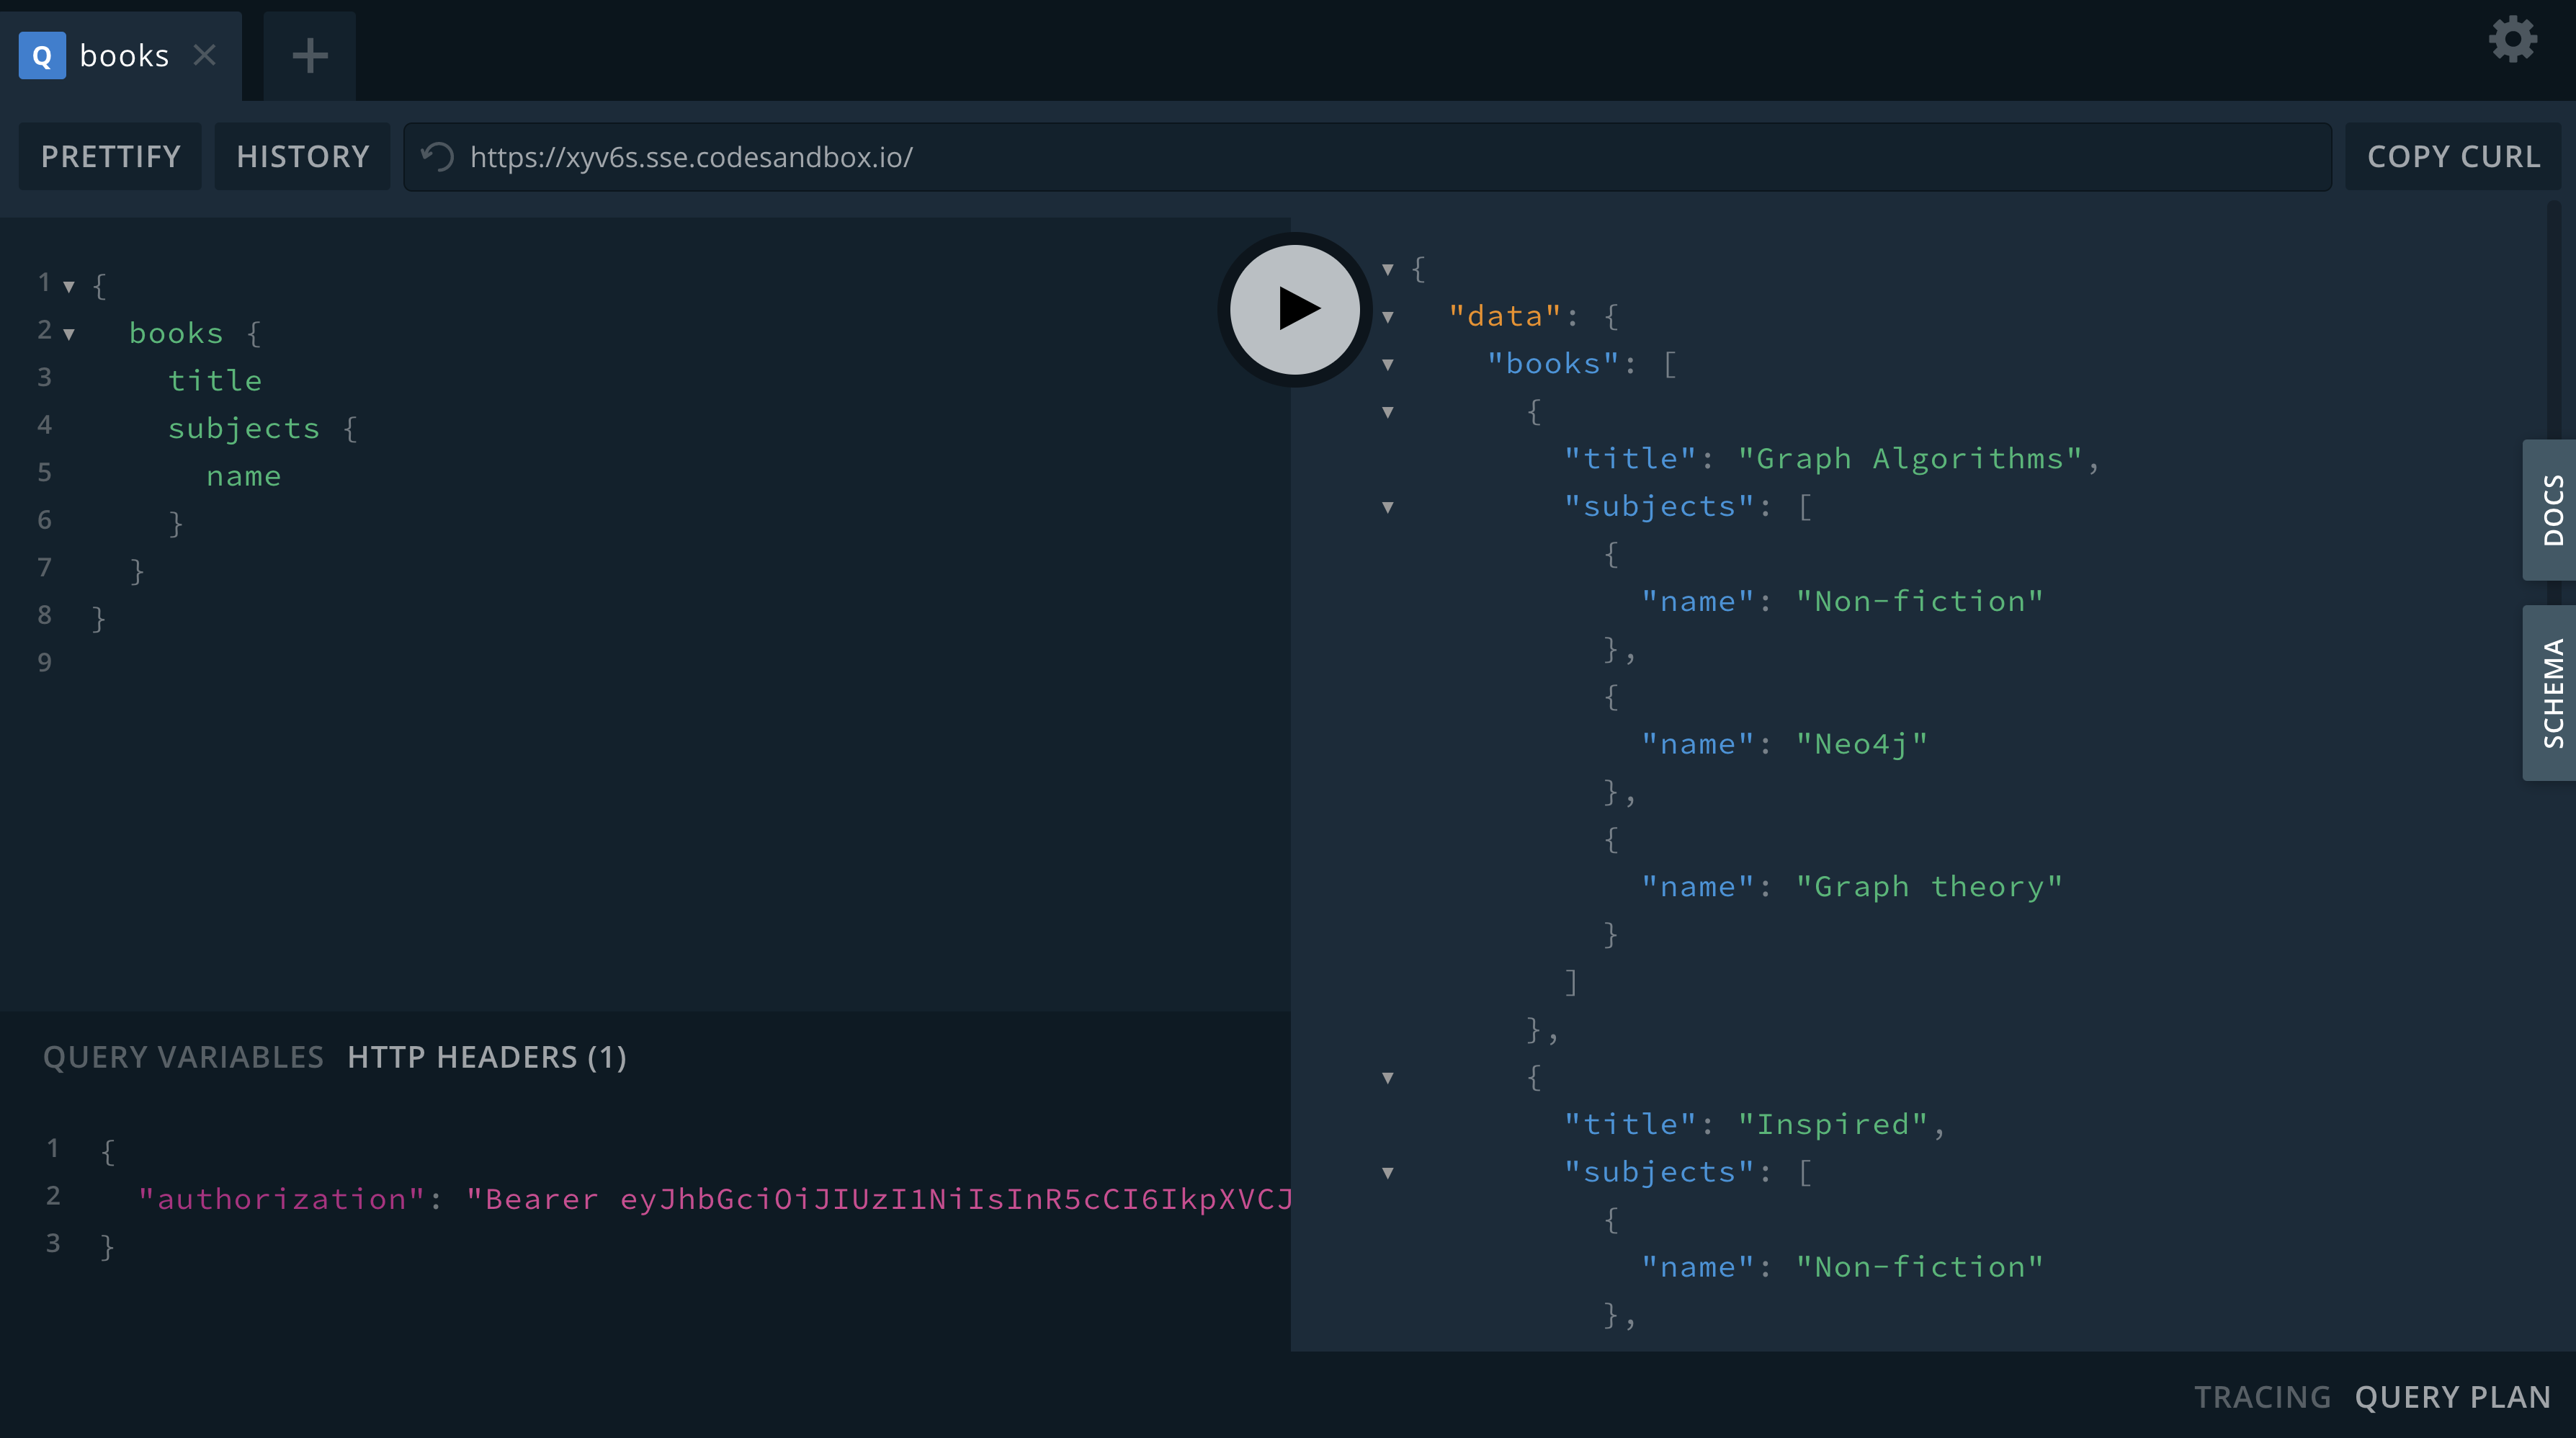 Q books
PRETTIFY HISTORY https://xyv6s.sse.codesandbox.io/ COPY CURL
1 {
2 books {
3 title
4 subjects {
5 name
6 }
7 }
8 }
9
QUERY VARIABLES HTTP HEADERS (1)
1 {
2 "authorization": "Bearer eyJhbGciOiJIUzI1NiIsInR5cCI6IkpXVCJ
3 }
{
"data": {
"books": [
{
"title": "Graph Algorithms",
"subjects": [
{
"name": "Non-fiction"
},
{
"name": "Neo4j"
},
{
"name": "Graph theory"
}
]
},
{
"title": "Inspired",
"subjects": [
{
"name": "Non-fiction"
},
DOCS
SCHEMA
TRACING QUERY PLAN